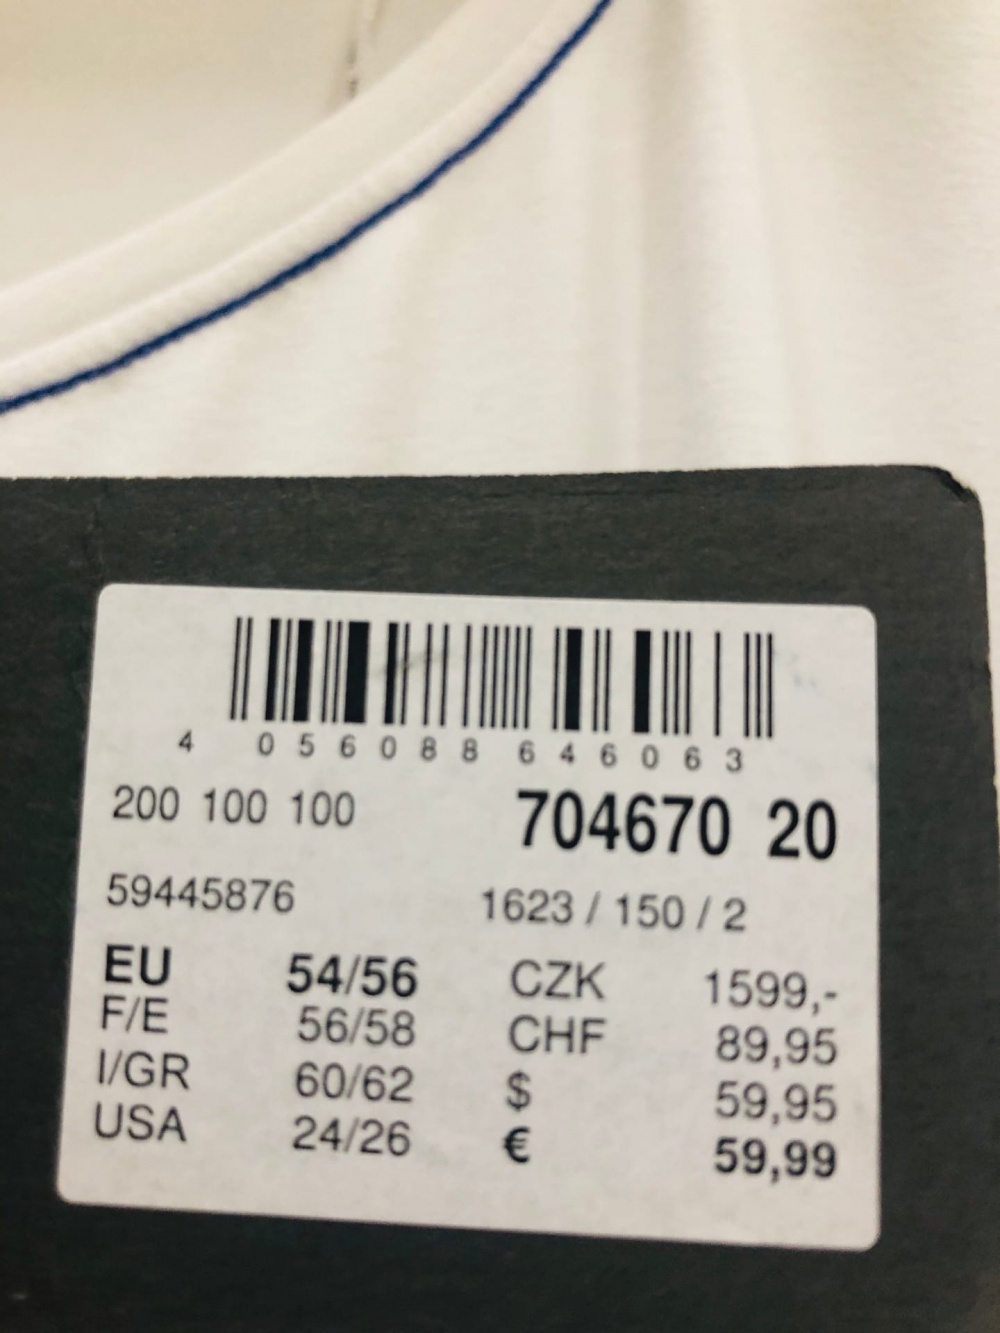 4 056088 646063
200 100 100 704670 20
59445876 1623 / 150 / 2
EU 54/56 CZK 1599,-
F/E 56/58 CHF 89,95
I/GR 60/62 $ 59,95
USA 24/26 € 59,99